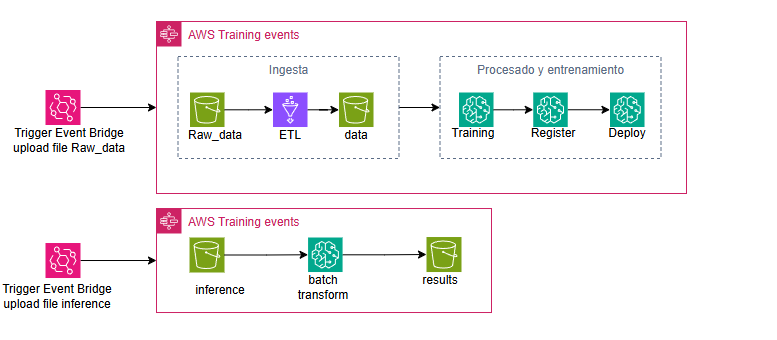 AWS Training events
Ingesta
Procesado y entrenamiento
Trigger Event Bridge
upload file Raw_data
Raw_data
ETL
data
Training
Register
Deploy
AWS Training events
Trigger Event Bridge
upload file inference
inference
batch
transform
results